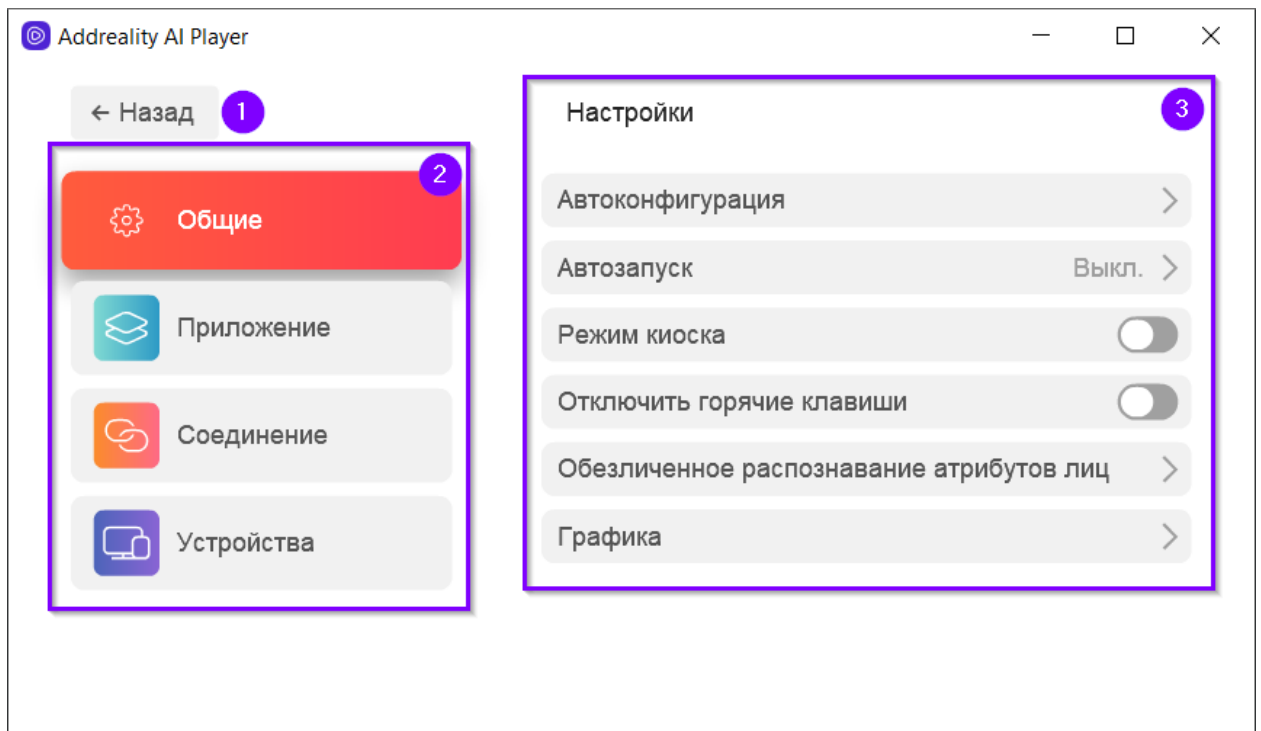 Addreality AI Player
← Назад
1
2
Общие
Приложение
Соединение
Устройства
Настройки
3
Автоконфигурация
Автозапуск Выкл.
Режим киоска
Отключить горячие клавиши
Обезличенное распознавание атрибутов лиц
Графика